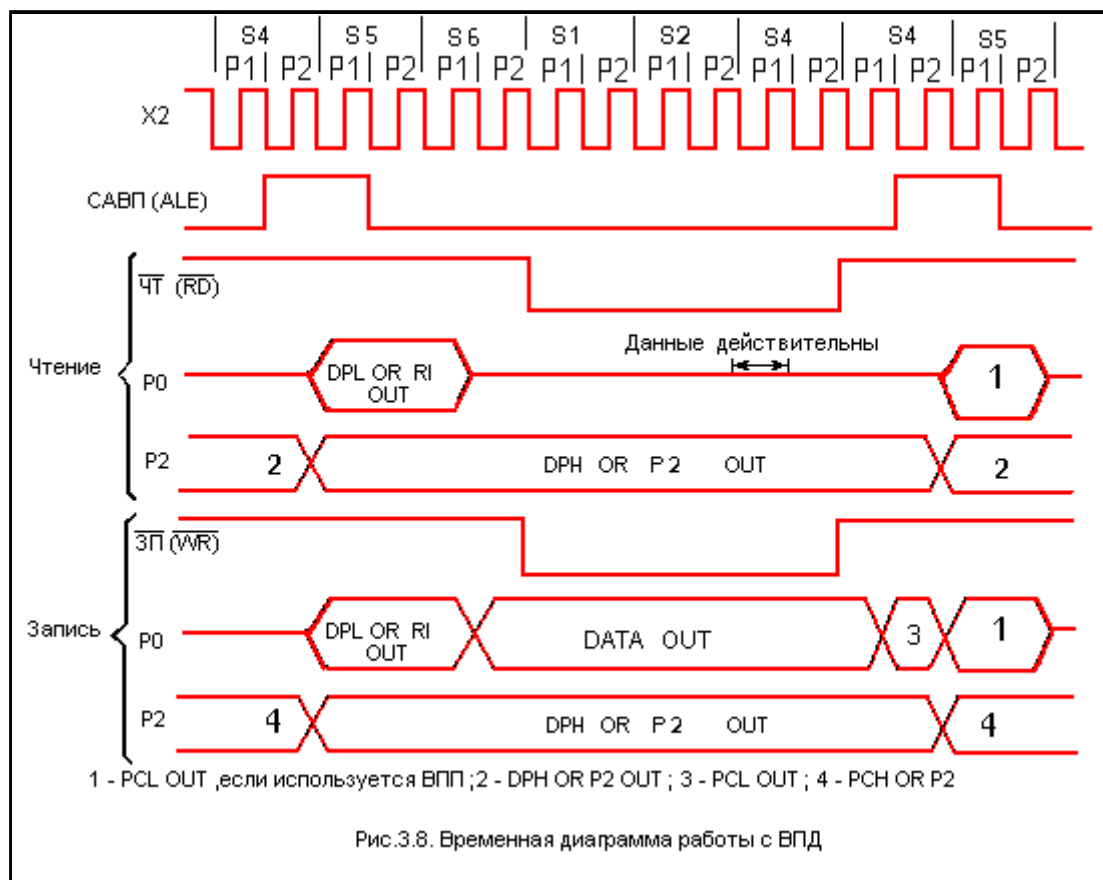 S4 S5 S6 S1 S2 S4 S4 S5
P1 P2 P1 P2 P1 P2 P1 P2 P1 P2 P1 P2 P1 P2 P1 P2
X2
САВП (ALE)
ЧТ (RD)
Данные действительны
Чтение
P0
DPL OR RI
OUT
1
P2
2
DPH OR P2 OUT
2
ЗП (WR)
Запись
P0
DPL OR RI
OUT
DATA OUT
3
1
P2
4
DPH OR P2 OUT
4
1 - PCL OUT ,если используется ВПП ;2 - DPH OR P2 OUT ; 3 - PCL OUT ; 4 - PCH OR P2
Рис.3.8. Временная диаграмма работы с ВПД